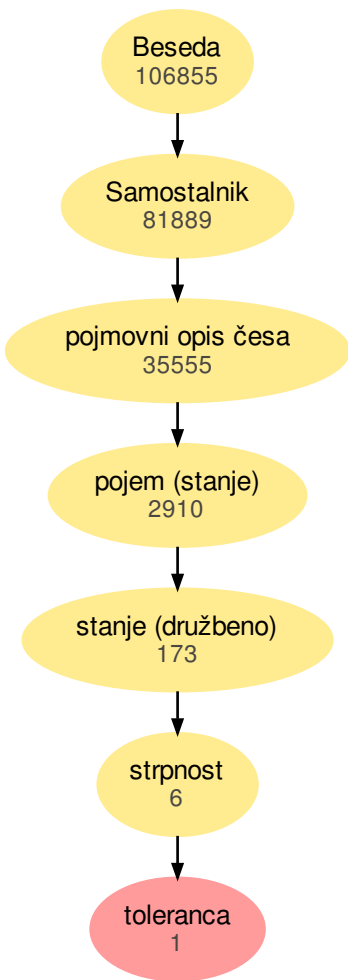 Beseda
106855
Samostalnik
81889
pojmovni opis česa
35555
pojem (stanje)
2910
stanje (družbeno)
173
strpnost
6
toleranca
1